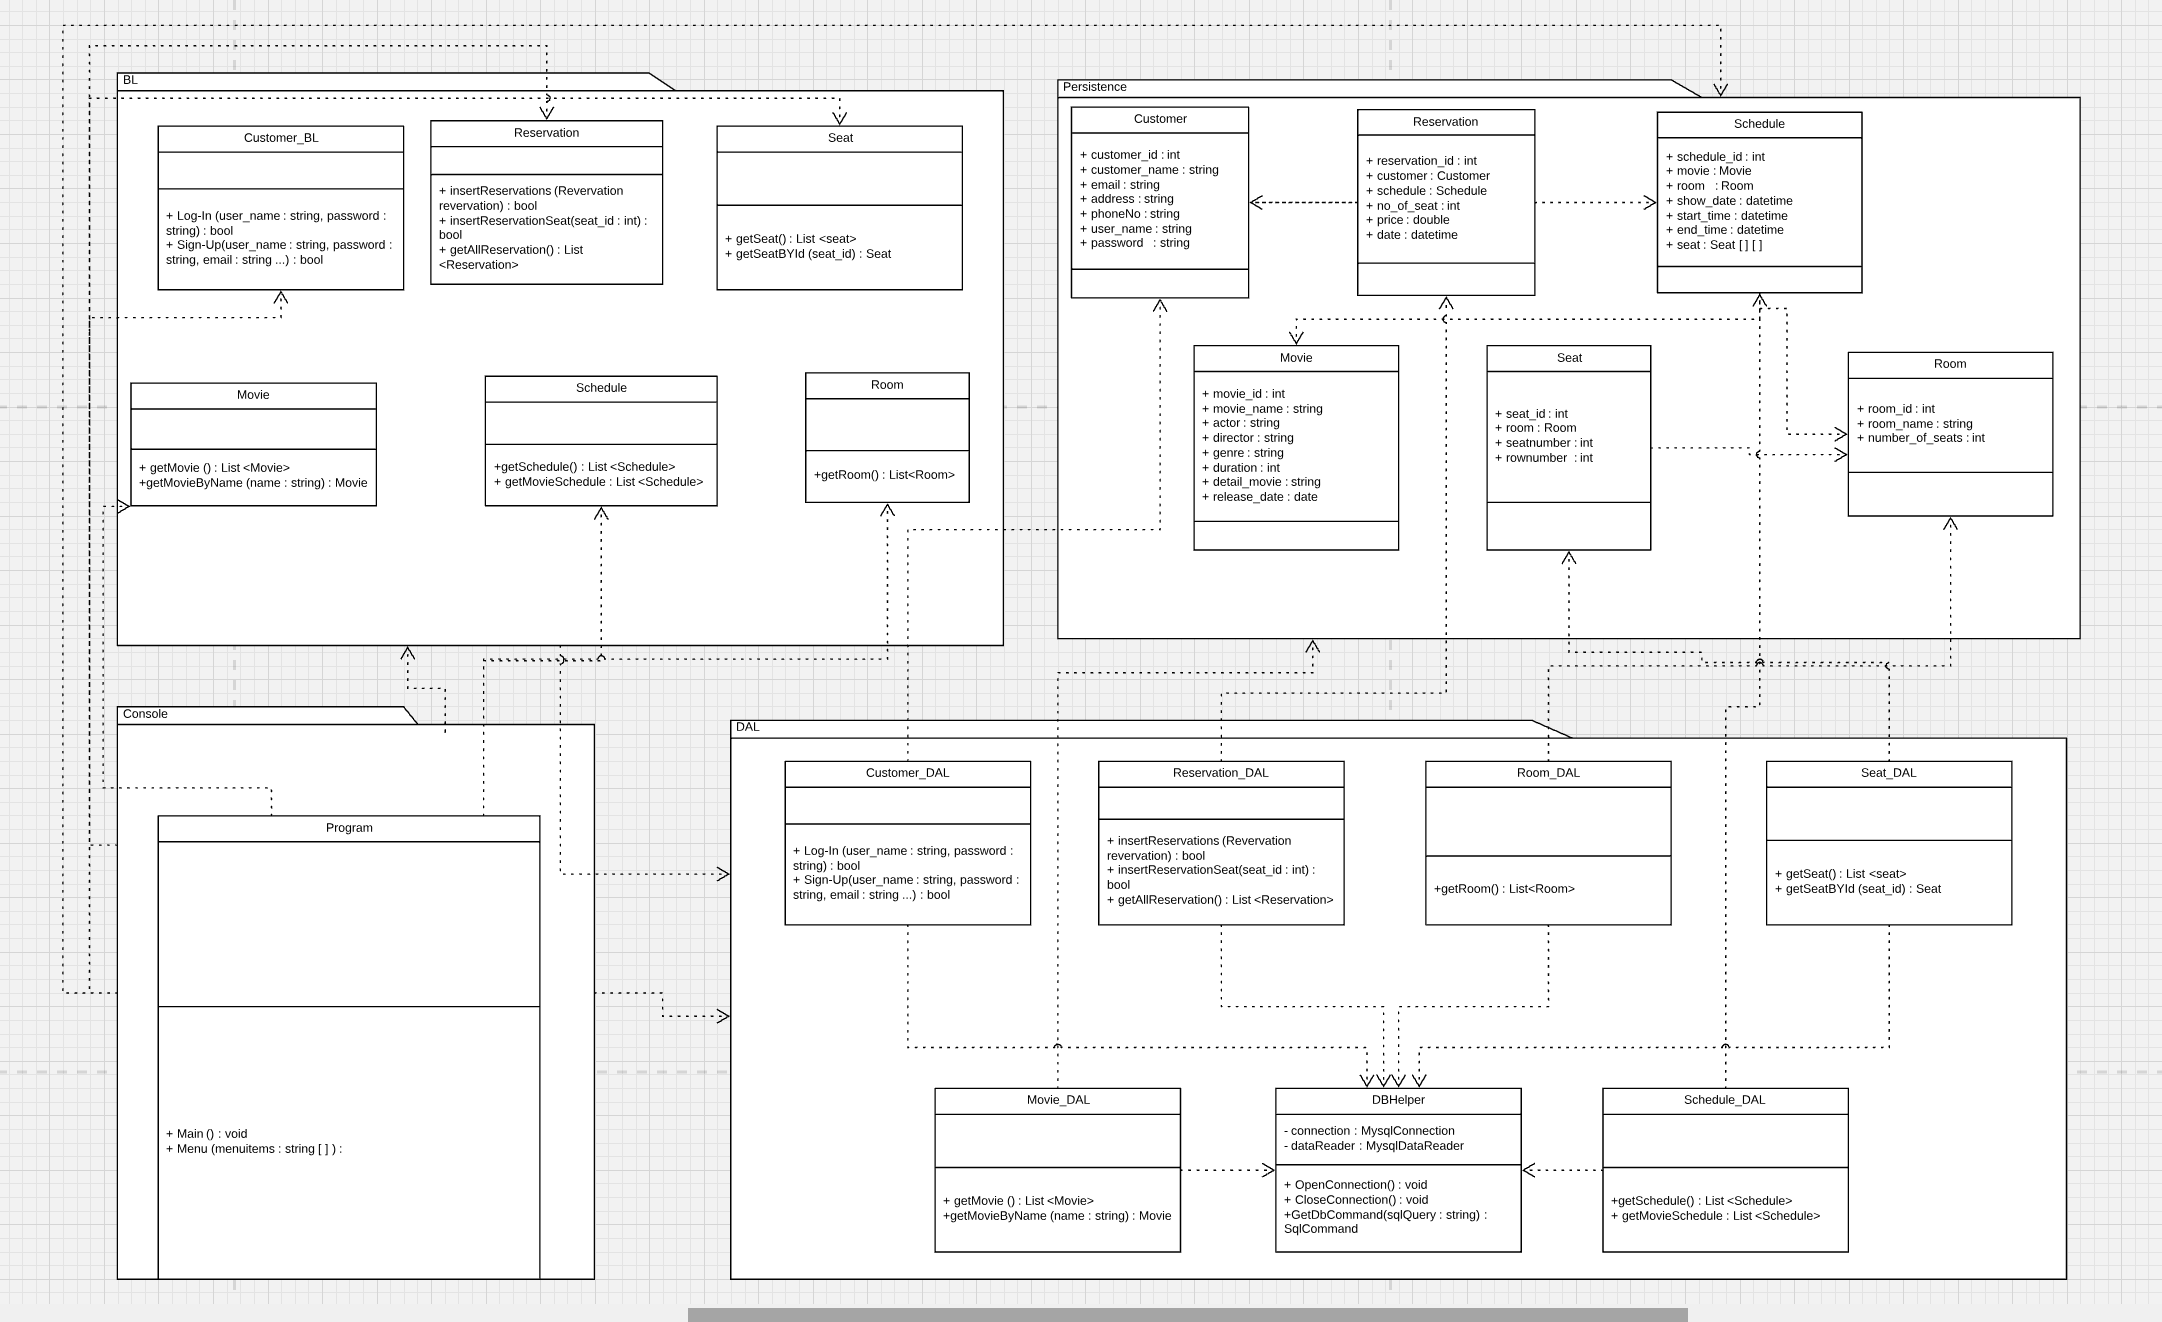 BL
Customer_BL
+ Log-In (user_name : string, password :
string) : bool
+ Sign-Up(user_name : string, password :
string, email : string ...) : bool
Reservation
+ insertReservations (Revervation
revervation) : bool
+ insertReservationSeat(seat_id : int) :
bool
+ getAllReservation() : List
<Reservation>
Seat
+ getSeat() : List <seat>
+ getSeatBYId (seat_id) : Seat
Movie
+ getMovie () : List <Movie>
+getMovieByName (name : string) : Movie
Schedule
+getSchedule() : List <Schedule>
+ getMovieSchedule : List <Schedule>
Room
+getRoom() : List<Room>
Persistence
Customer
+ customer_id : int
+ customer_name : string
+ email : string
+ address : string
+ phoneNo : string
+ user_name : string
+ password : string
Reservation
+ reservation_id : int
+ customer : Customer
+ schedule : Schedule
+ no_of_seat : int
+ price : double
+ date : datetime
Schedule
+ schedule_id : int
+ movie : Movie
+ room : Room
+ show_date : datetime
+ start_time : datetime
+ end_time : datetime
+ seat : Seat [ ] [ ]
Movie
+ movie_id : int
+ movie_name : string
+ actor : string
+ director : string
+ genre : string
+ duration : int
+ detail_movie : string
+ release_date : date
Seat
+ seat_id : int
+ room : Room
+ seatnumber : int
+ rownumber : int
Room
+ room_id : int
+ room_name : string
+ number_of_seats : int
Console
Program
+ Main () : void
+ Menu (menuitems : string [ ] ) :
DAL
Customer_DAL
+ Log-In (user_name : string, password :
string) : bool
+ Sign-Up(user_name : string, password :
string, email : string ...) : bool
Reservation_DAL
+ insertReservations (Revervation
revervation) : bool
+ insertReservationSeat(seat_id : int) :
bool
+ getAllReservation() : List <Reservation>
Room_DAL
+getRoom() : List<Room>
Seat_DAL
+ getSeat() : List <seat>
+ getSeatBYId (seat_id) : Seat
Movie_DAL
+ getMovie () : List <Movie>
+getMovieByName (name : string) : Movie
DBHelper
- connection : MysqlConnection
- dataReader : MysqlDataReader
+ OpenConnection() : void
+ CloseConnection() : void
+GetDbCommand(sqlQuery : string) :
SqlCommand
Schedule_DAL
+getSchedule() : List <Schedule>
+ getMovieSchedule : List <Schedule>